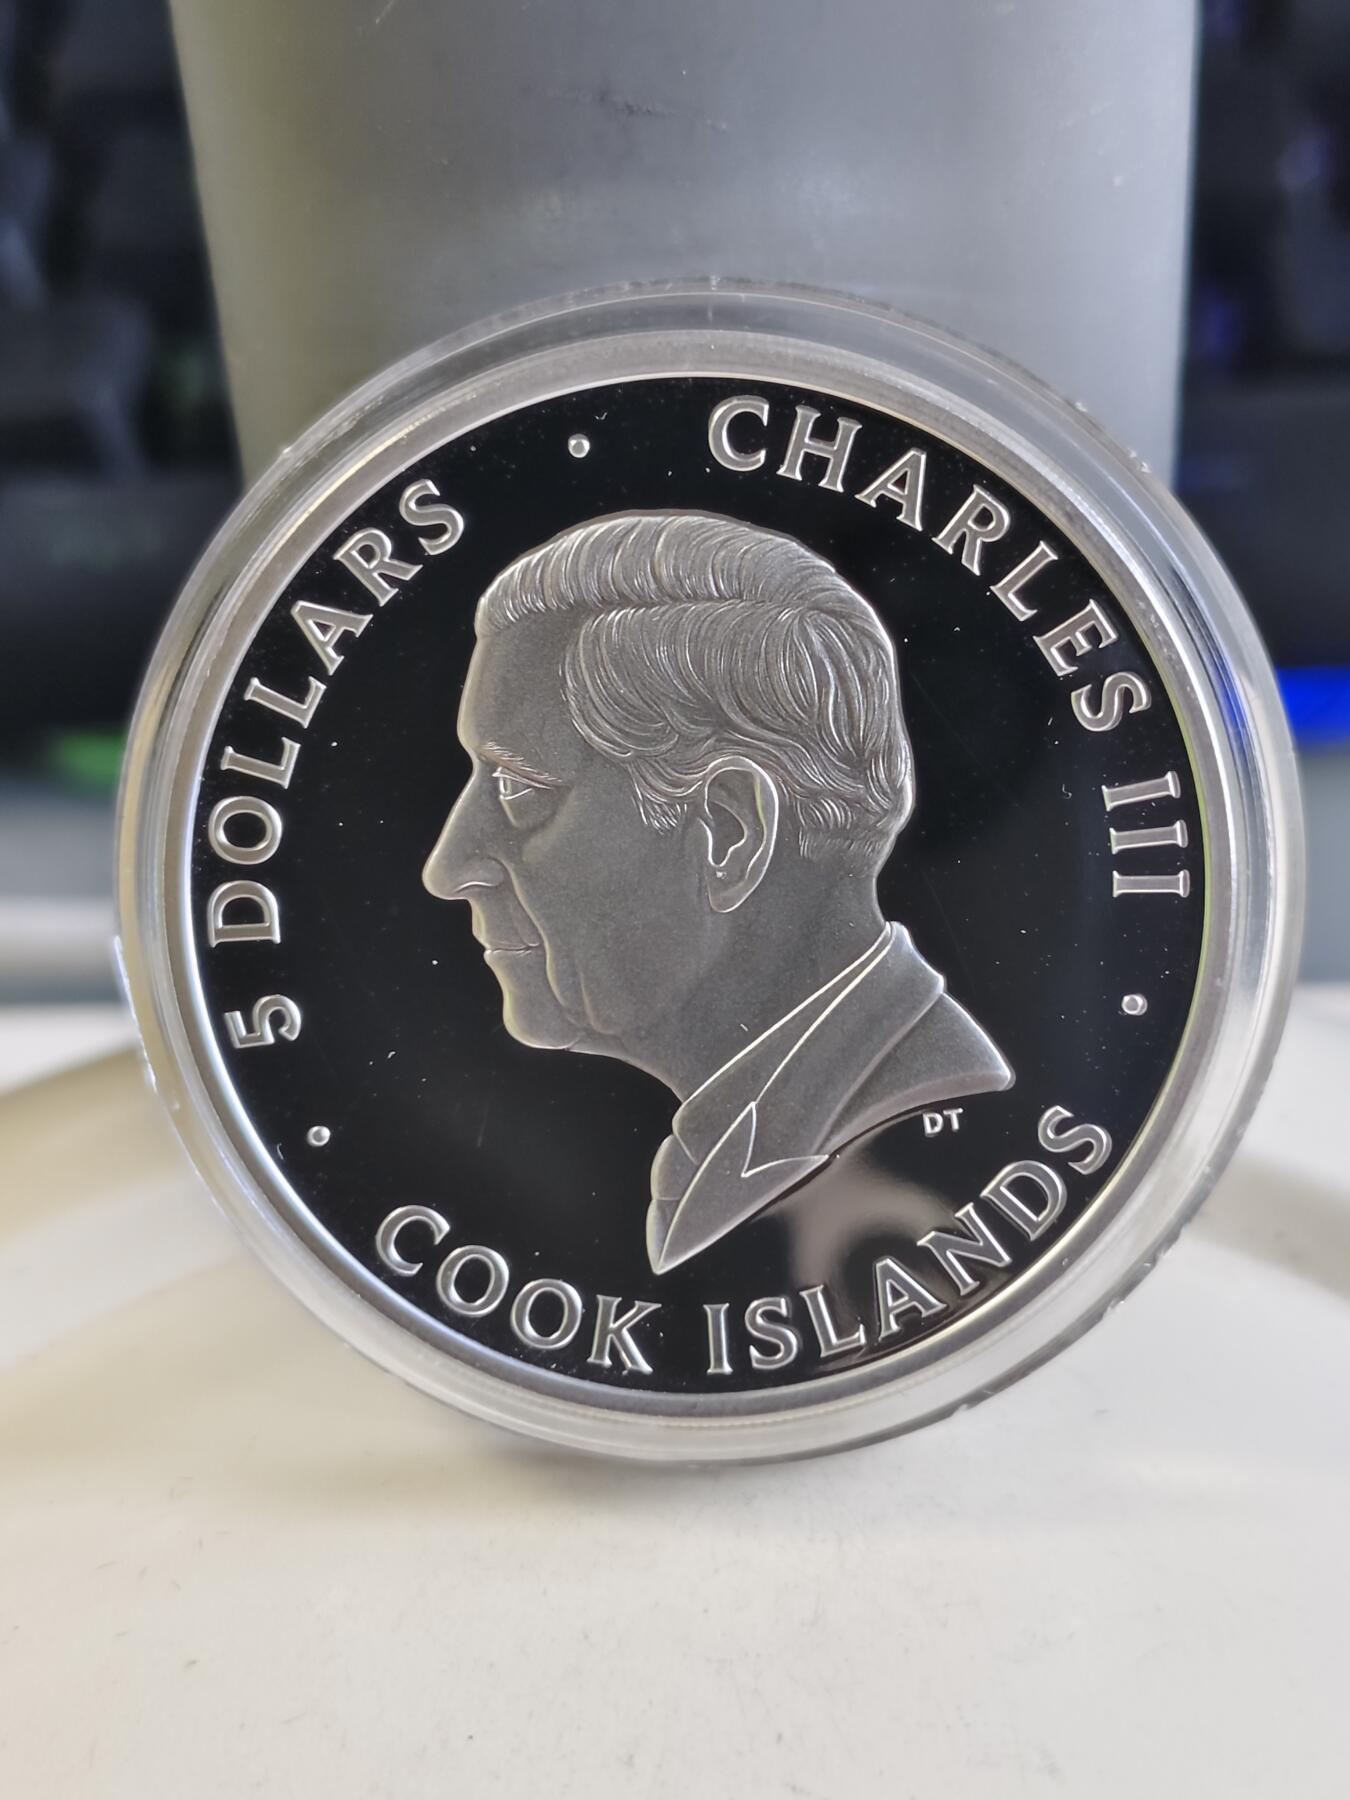 5 DOLLARS • CHARLES III •
COOK ISLANDS •
DT